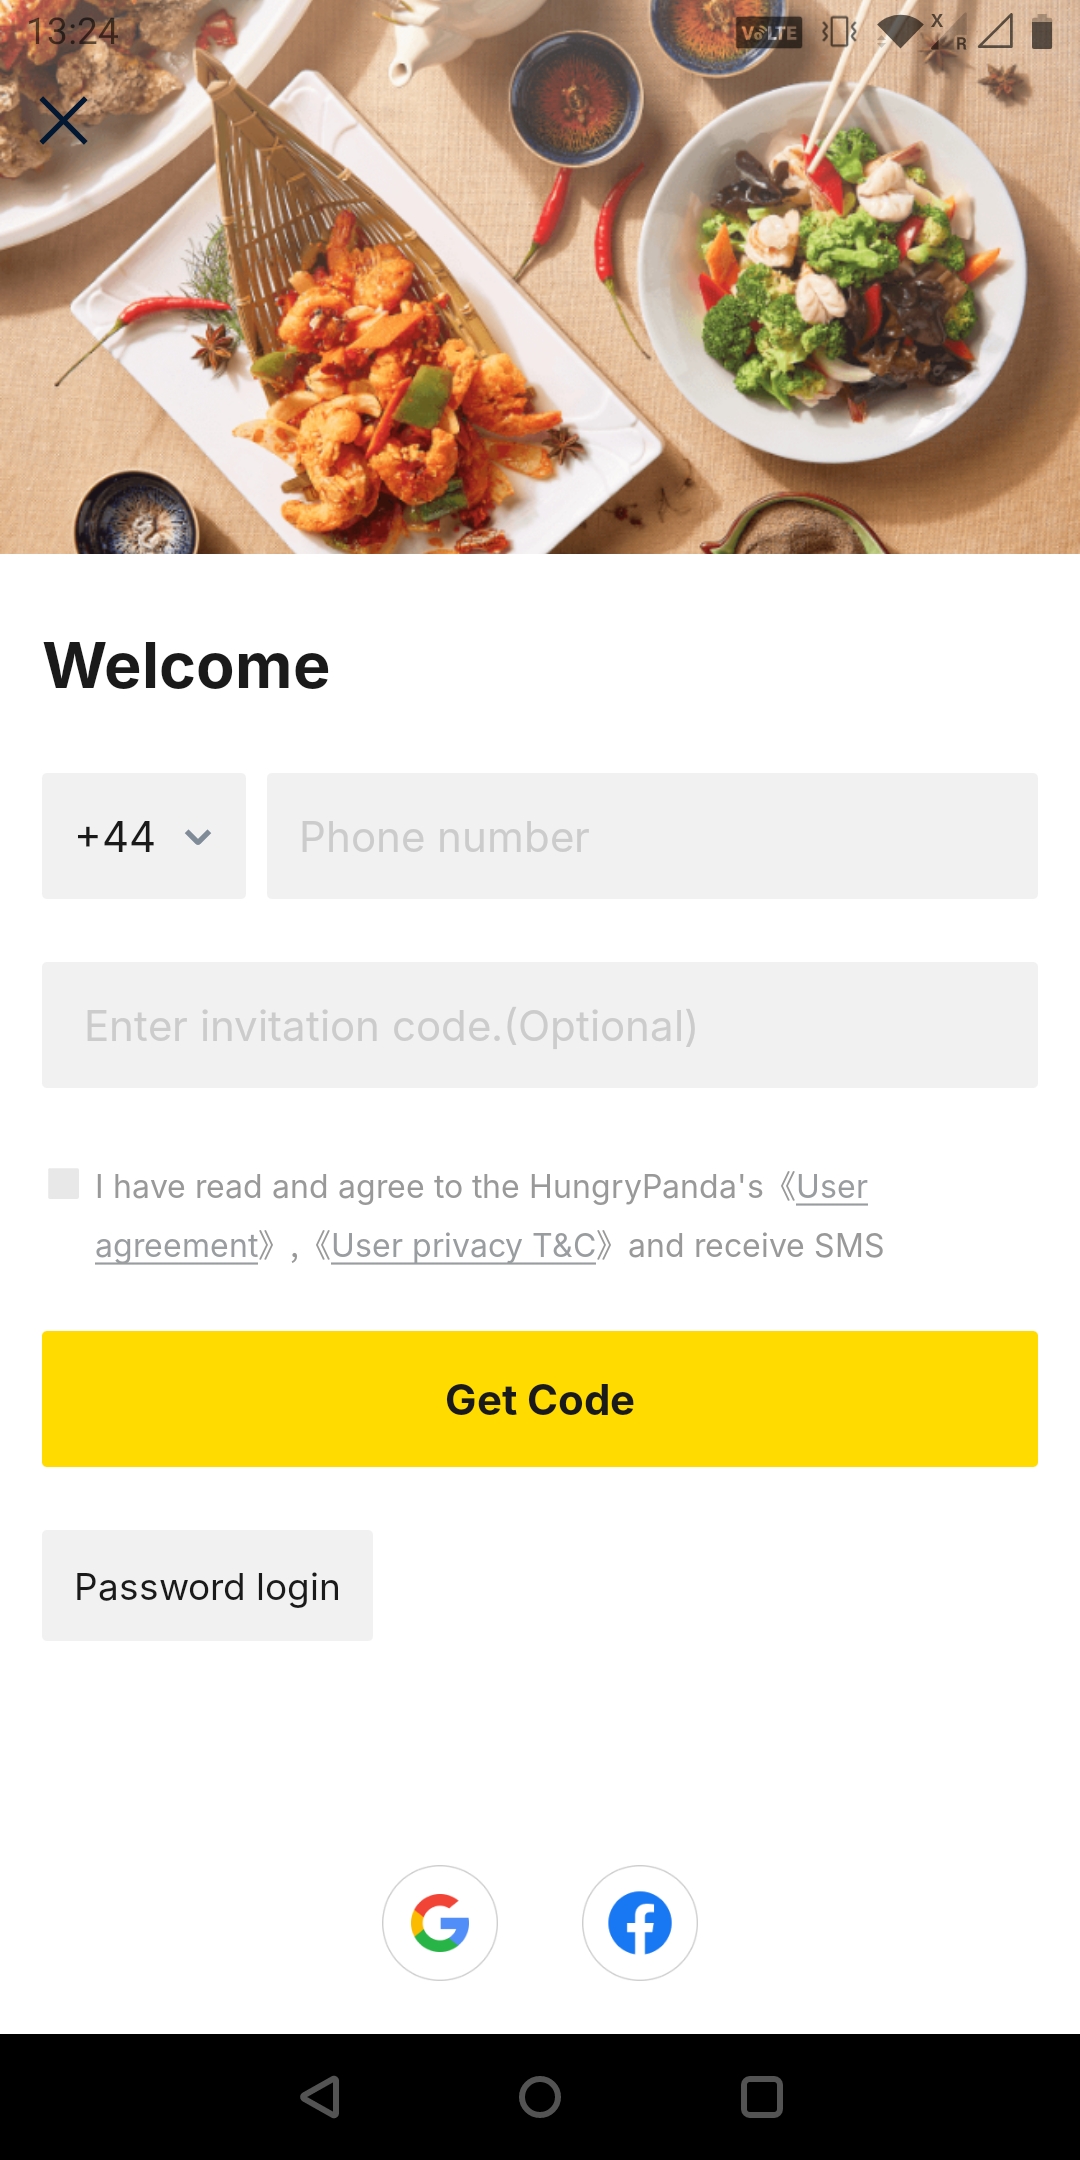 13:24
VoLTE
X
R
Welcome
+44
Phone number
Enter invitation code.(Optional)
I have read and agree to the HungryPanda's《User
agreement》,《User privacy T&C》and receive SMS
Get Code
Password login